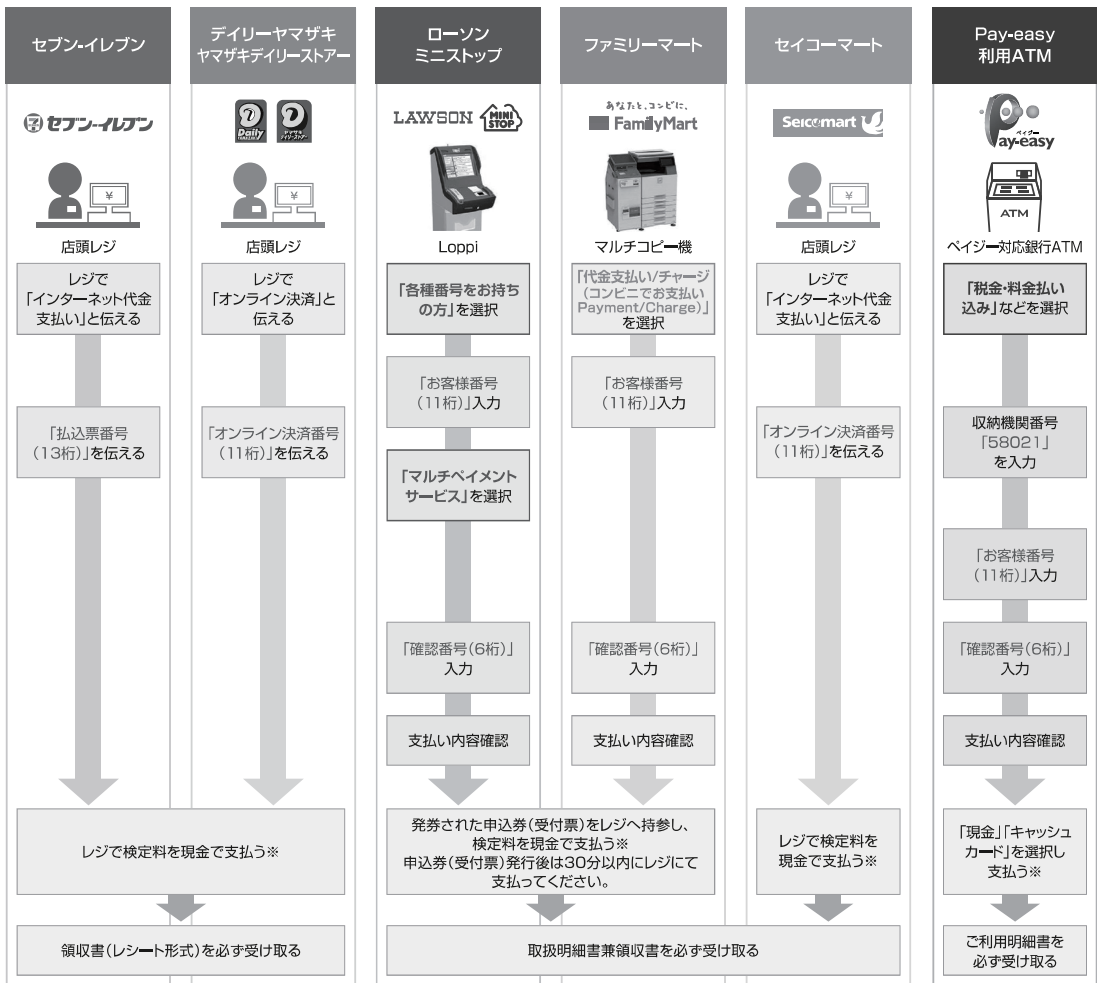 セブン-イレブン
デイリーヤマザキ
ヤマザキデイリーストアー
ローソン
ミニストップ
ファミリーマート
セイコーマート
Pay-easy
利用ATM
セブン-イレブン
Daily
ヤマザキ
デイリーストアー
LAWSON
MINI
STOP
あなたと、コンビに、
FamilyMart
Seicomart
ペイジー
Pay-easy
¥
¥
¥
ATM
店頭レジ
店頭レジ
Loppi
マルチコピー機
店頭レジ
ペイジー対応銀行ATM
レジで
「インターネット代金
支払い」と伝える
「払込票番号
(13桁)」を伝える
レジで
「オンライン決済」と
伝える
「オンライン決済番号
(11桁)」を伝える
「各種番号をお持ち
の方」を選択
「お客様番号
(11桁)」入力
「マルチペイメント
サービス」を選択
「確認番号(6桁)」
入力
支払い内容確認
「代金支払い/チャージ
(コンビニでお支払い
Payment/Charge)」
を選択
「お客様番号
(11桁)」入力
「確認番号(6桁)」
入力
支払い内容確認
レジで
「インターネット代金
支払い」と伝える
「オンライン決済番号
(11桁)」を伝える
「税金・料金払い
込み」などを選択
収納機関番号
「58021」
を入力
「お客様番号
(11桁)」入力
「確認番号(6桁)」
入力
支払い内容確認
レジで検定料を現金で支払う※
発券された申込券(受付票)をレジへ持参し、
検定料を現金で支払う※
申込券(受付票)発行後は30分以内にレジにて
支払ってください。
レジで検定料を
現金で支払う※
「現金」「キャッシュ
カード」を選択し
支払う※
領収書(レシート形式)を必ず受け取る
取扱明細書兼領収書を必ず受け取る
ご利用明細書を
必ず受け取る